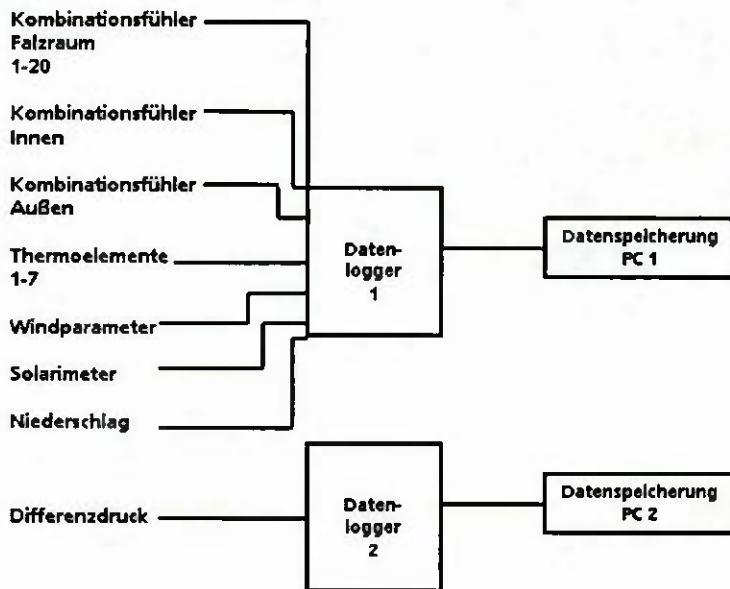 Kombinationsfühler
Falzraum
1-20
Kombinationsfühler
Innen
Kombinationsfühler
Außen
Thermoelemente
1-7
Windparameter
Solarimeter
Niederschlag
Daten-
logger
1
Datenspeicherung
PC 1
Differenzdruck
Daten-
logger
2
Datenspeicherung
PC 2